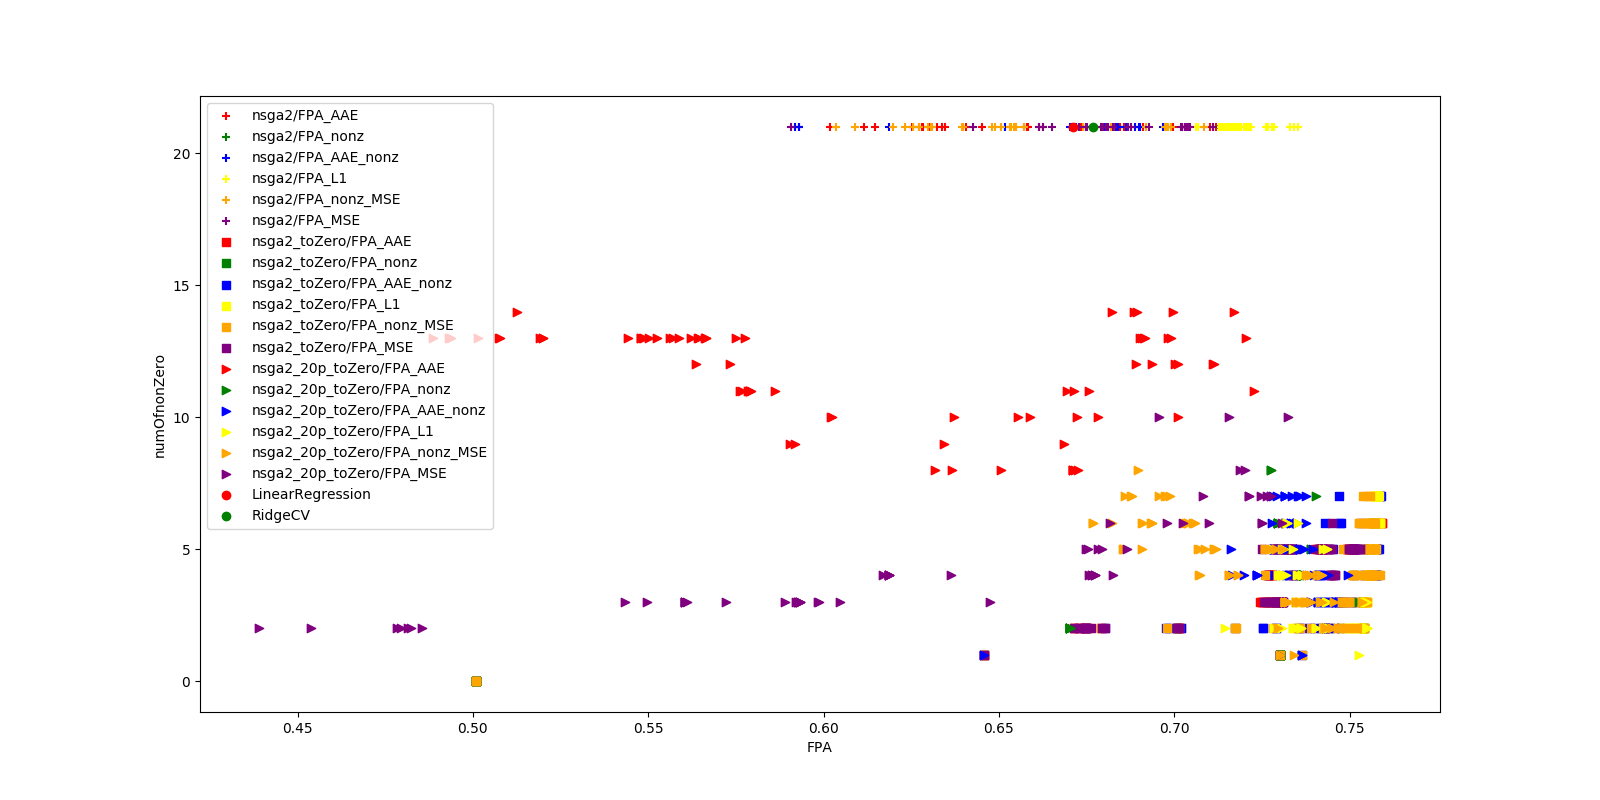 nsga2/FPA_AAE
nsga2/FPA_nonz
nsga2/FPA_AAE_nonz
nsga2/FPA_L1
nsga2/FPA_nonz_MSE
nsga2/FPA_MSE
nsga2_toZero/FPA_AAE
nsga2_toZero/FPA_nonz
nsga2_toZero/FPA_AAE_nonz
nsga2_toZero/FPA_L1
nsga2_toZero/FPA_nonz_MSE
nsga2_toZero/FPA_MSE
nsga2_20p_toZero/FPA_AAE
nsga2_20p_toZero/FPA_nonz
nsga2_20p_toZero/FPA_AAE_nonz
nsga2_20p_toZero/FPA_L1
nsga2_20p_toZero/FPA_nonz_MSE
nsga2_20p_toZero/FPA_MSE
LinearRegression
RidgeCV
numOfnonZero
20
15
10
5
0
0.45 0.50 0.55 0.60 0.65 0.70 0.75
FPA